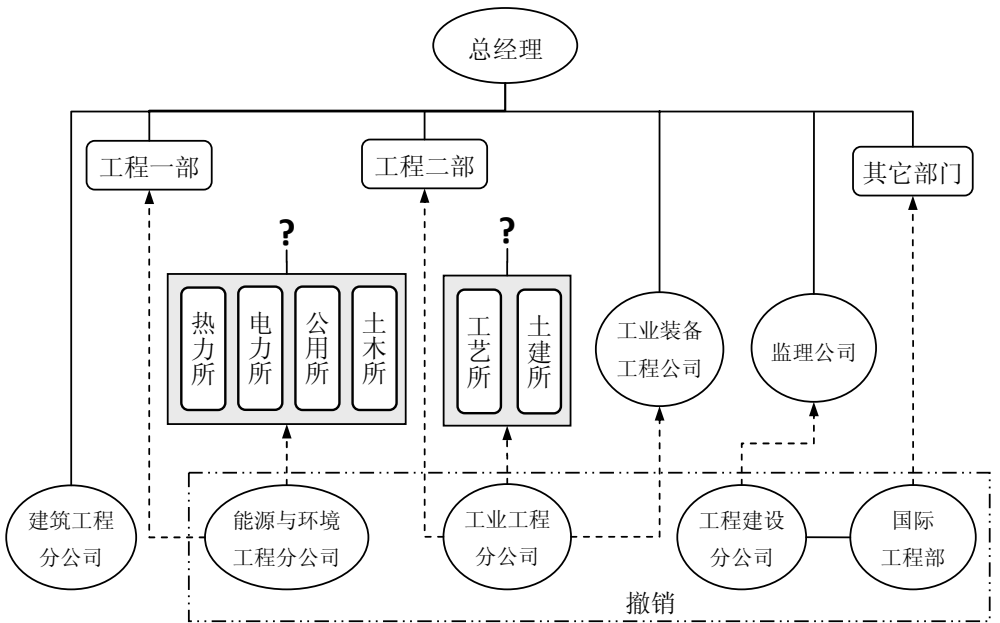 总经理
工程一部
工程二部
其它部门
?
?
热力所
电力所
公用所
土木所
工艺所
土建所
工业装备
工程公司
监理公司
建筑工程
分公司
能源与环境
工程分公司
工业工程
分公司
工程建设
分公司
国际
工程部
撤销